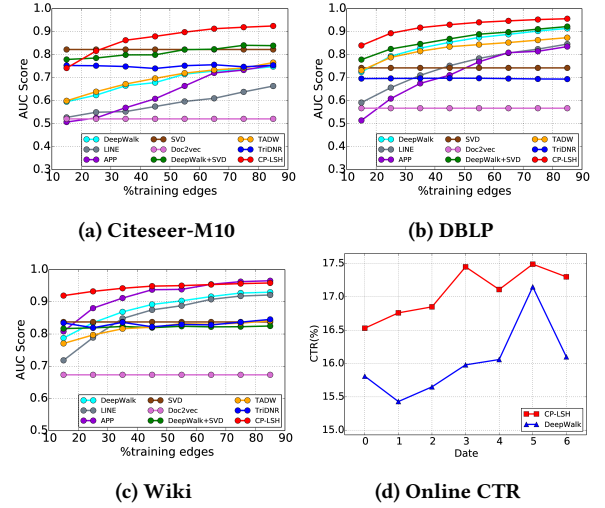 1.0
0.9
0.8
0.7
0.6
0.5
0.4
0.3
AUC Score
DeepWalk
LINE
APP
SVD
Doc2vec
DeepWalk+SVD
TADW
TriDNR
CP-LSH
10 20 30 40 50 60 70 80 90
%training edges
(a) Citeseer-M10
1.0
0.9
0.8
0.7
0.6
0.5
0.4
0.3
AUC Score
DeepWalk
LINE
APP
SVD
Doc2vec
DeepWalk+SVD
TADW
TriDNR
CP-LSH
10 20 30 40 50 60 70 80 90
%training edges
(b) DBLP
1.0
0.9
0.8
0.7
0.6
0.5
AUC Score
DeepWalk
LINE
APP
SVD
Doc2vec
DeepWalk+SVD
TADW
TriDNR
CP-LSH
10 20 30 40 50 60 70 80 90
%training edges
(c) Wiki
17.5
17.0
16.5
16.0
15.5
15.0
CTR(%)
CP-LSH
DeepWalk
0 1 2 3 4 5 6
Date
(d) Online CTR